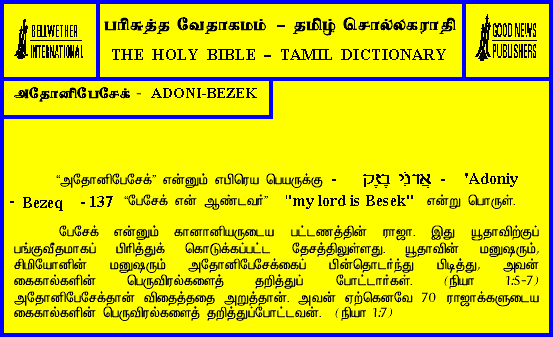 BELLWETHER
INTERNATIONAL
பரிசுத்த வேதாகமம் – தமிழ் சொல்லகராதி
THE HOLY BIBLE – TAMIL DICTIONARY
GOOD NEWS
PUBLISHERS
அதோனிபேசேக் - ADONI-BEZEK
“அதோனிபேசேக்” என்னும் எபிரெய பெயருக்கு - אֲדֹנִי בֶזֶק - 'Adoniy
- Bezeq - 137 “பேசேக் என் ஆண்டவர்” "my lord is Besek" என்று பொருள்.
பேசேக் என்னும் கானானியருடைய பட்டணத்தின் ராஜா. இது யூதாவிற்குப்
பங்குவீதமாகப் பிரித்துக் கொடுக்கப்பட்ட தேசத்திலுள்ளது. யூதாவின் மனுஷரும்,
சிமியோனின் மனுஷரும் அதோனிபேசேக்கைப் பின்தொடர்ந்து பிடித்து, அவன்
கைகால்களின் பெருவிரல்களைத் தறித்துப் போட்டார்கள். (நியா 1:5-7)
அதோனிபேசேக்தான் விதைத்ததை அறுத்தான். அவன் ஏற்கெனவே 70 ராஜாக்களுடைய
கைகால்களின் பெருவிரல்களைத் தறித்துப்போட்டவன். (நியா 1:7)